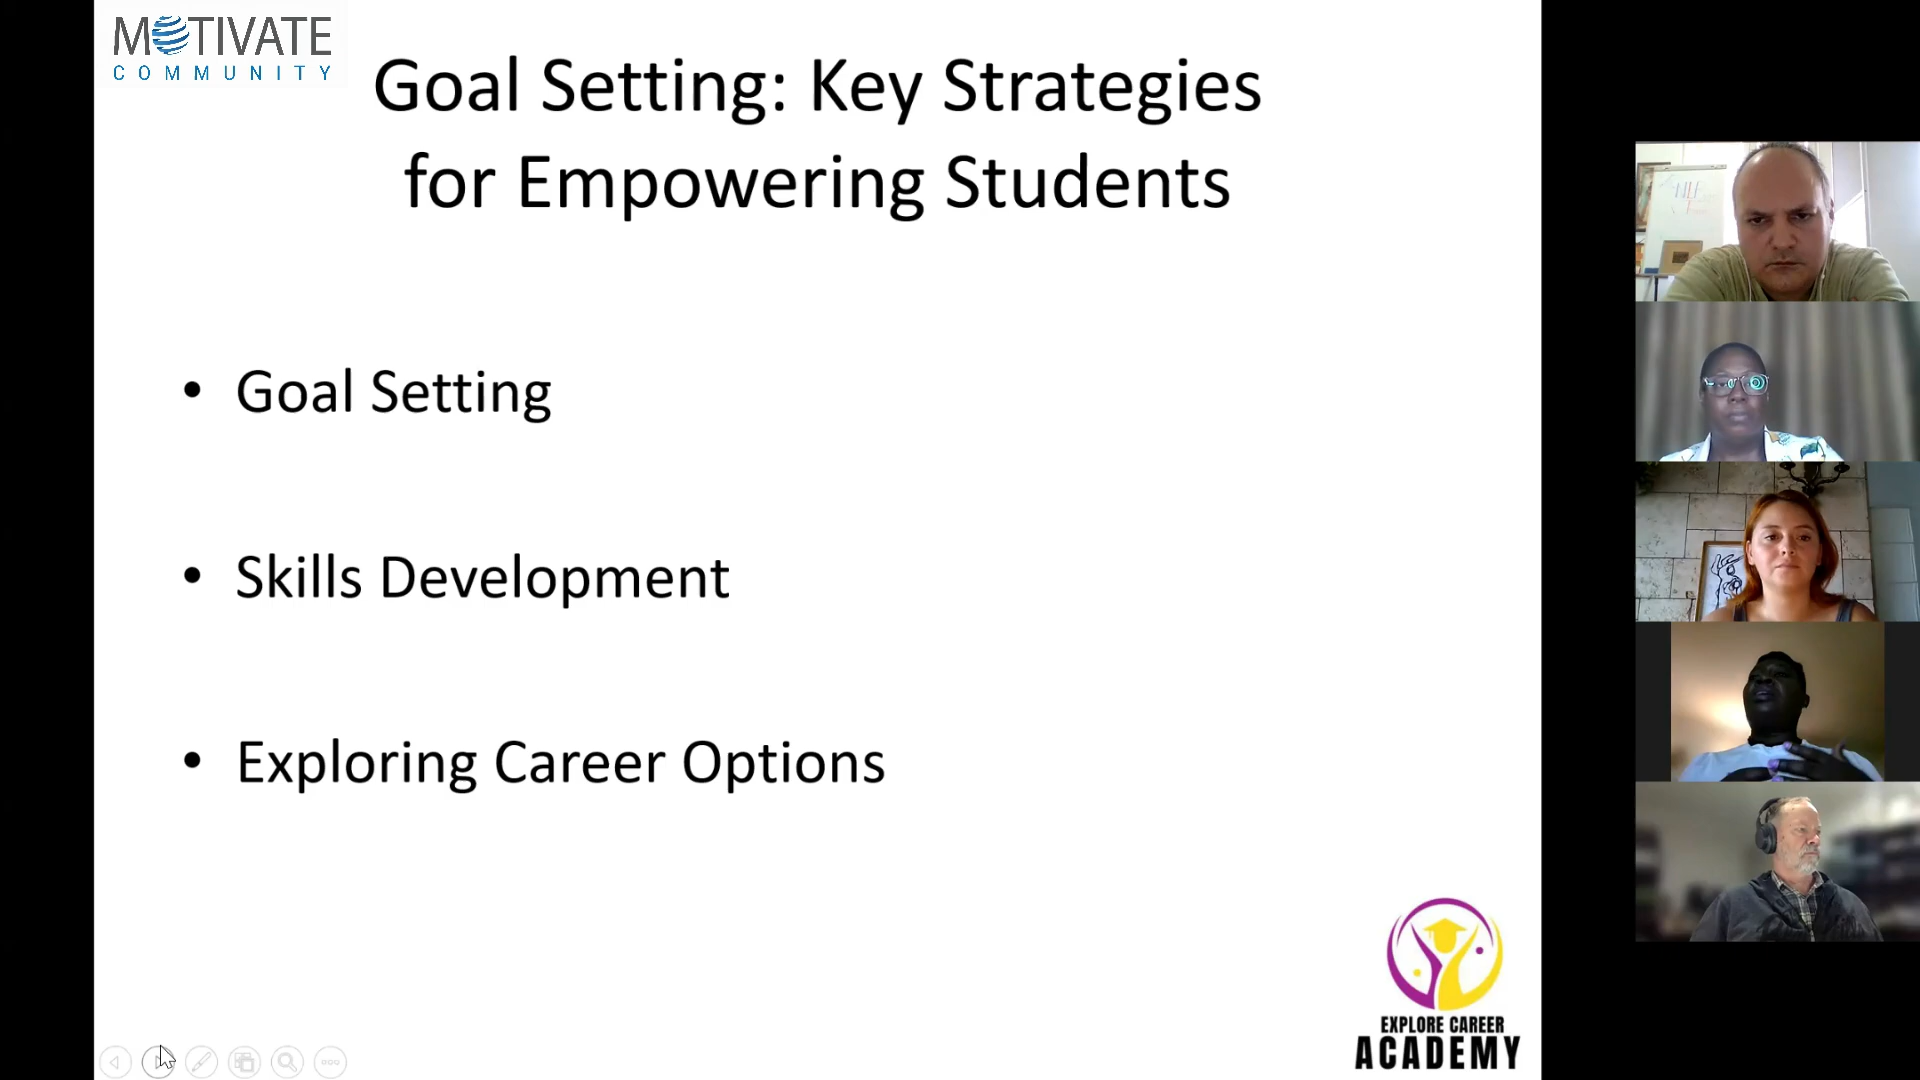 MOTIVATE
COMMUNITY
Goal Setting: Key Strategies
for Empowering Students
• Goal Setting
• Skills Development
• Exploring Career Options
EXPLORE CAREER
ACADEMY